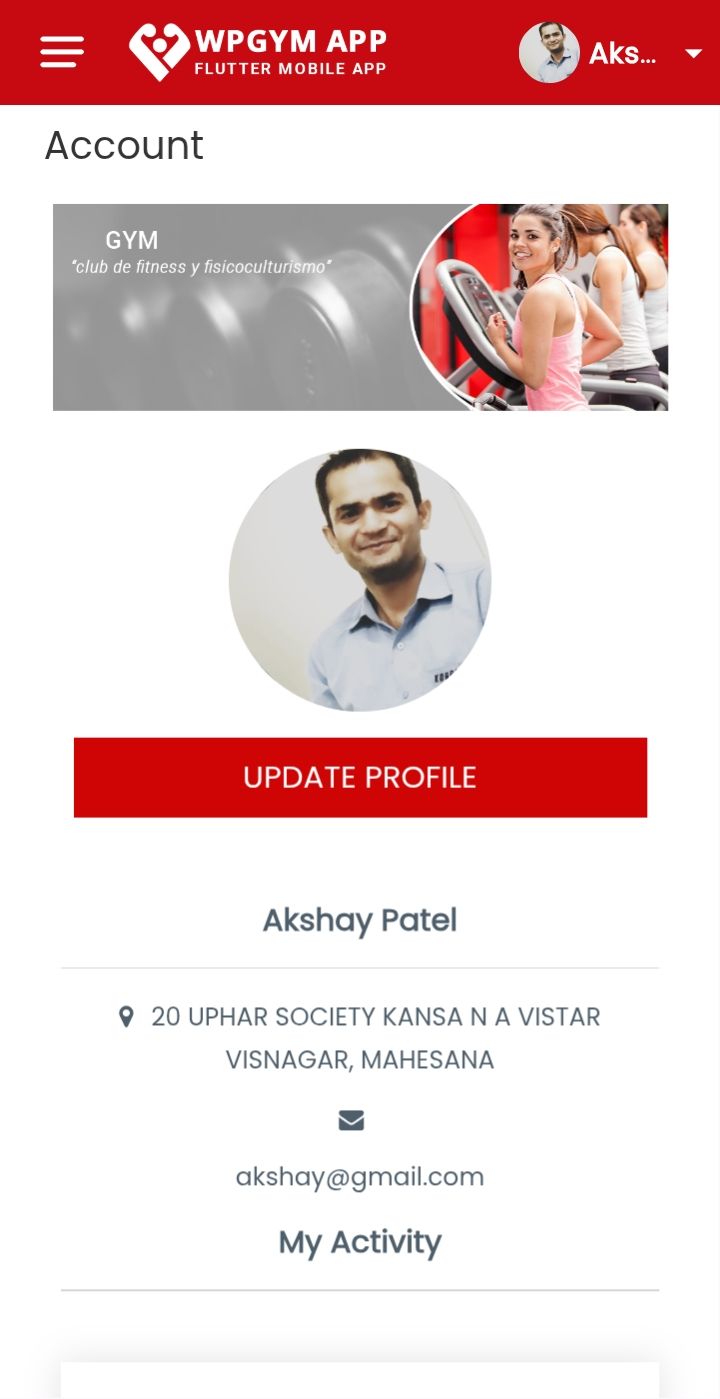 WPGYM APP
FLUTTER MOBILE APP
Aks...
Account
GYM
"club de fitness y fisicoculturismo"
UPDATE PROFILE
Akshay Patel
20 UPHAR SOCIETY KANSA N A VISTAR
VISNAGAR, MAHESANA
akshay@gmail.com
My Activity